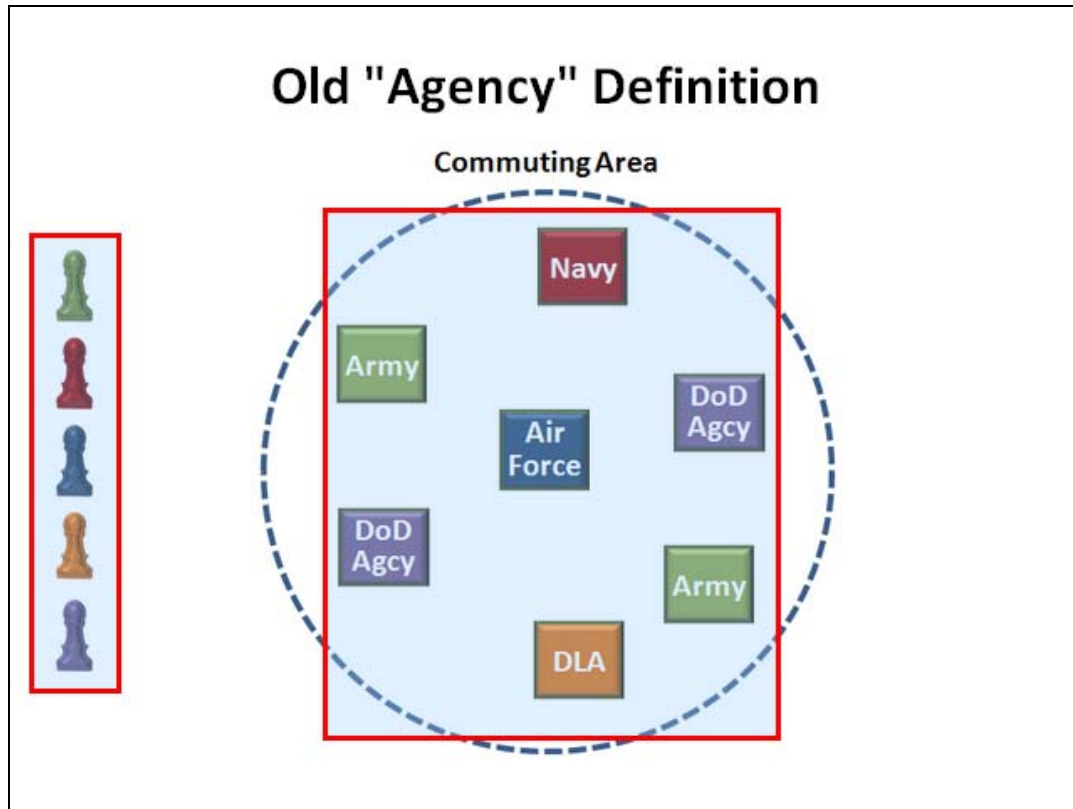 Old "Agency" Definition
Commuting Area
Navy
Army
DoD
Agcy
Air
Force
DoD
Agcy
Army
DLA